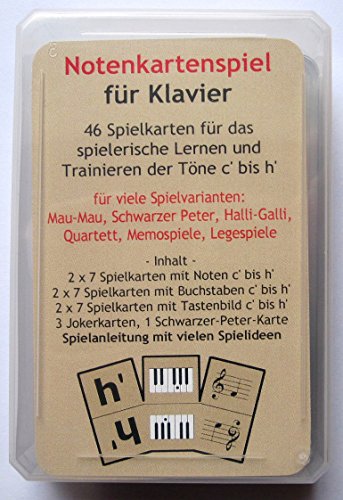 Notenkartenspiel
für Klavier
46 Spielkarten für das
spielerische Lernen und
Trainieren der Töne c' bis h'
für viele Spielvarianten:
Mau-Mau, Schwarzer Peter, Halli-Galli,
Quartett, Memospiele, Legespiele
- Inhalt -
2 x 7 Spielkarten mit Noten c' bis h'
2 x 7 Spielkarten mit Buchstaben c' bis h'
2 x 7 Spielkarten mit Tastenbild c' bis h'
3 Jokerkarten, 1 Schwarzer-Peter-Karte
Spielanleitung mit vielen Spielideen
h'
h'